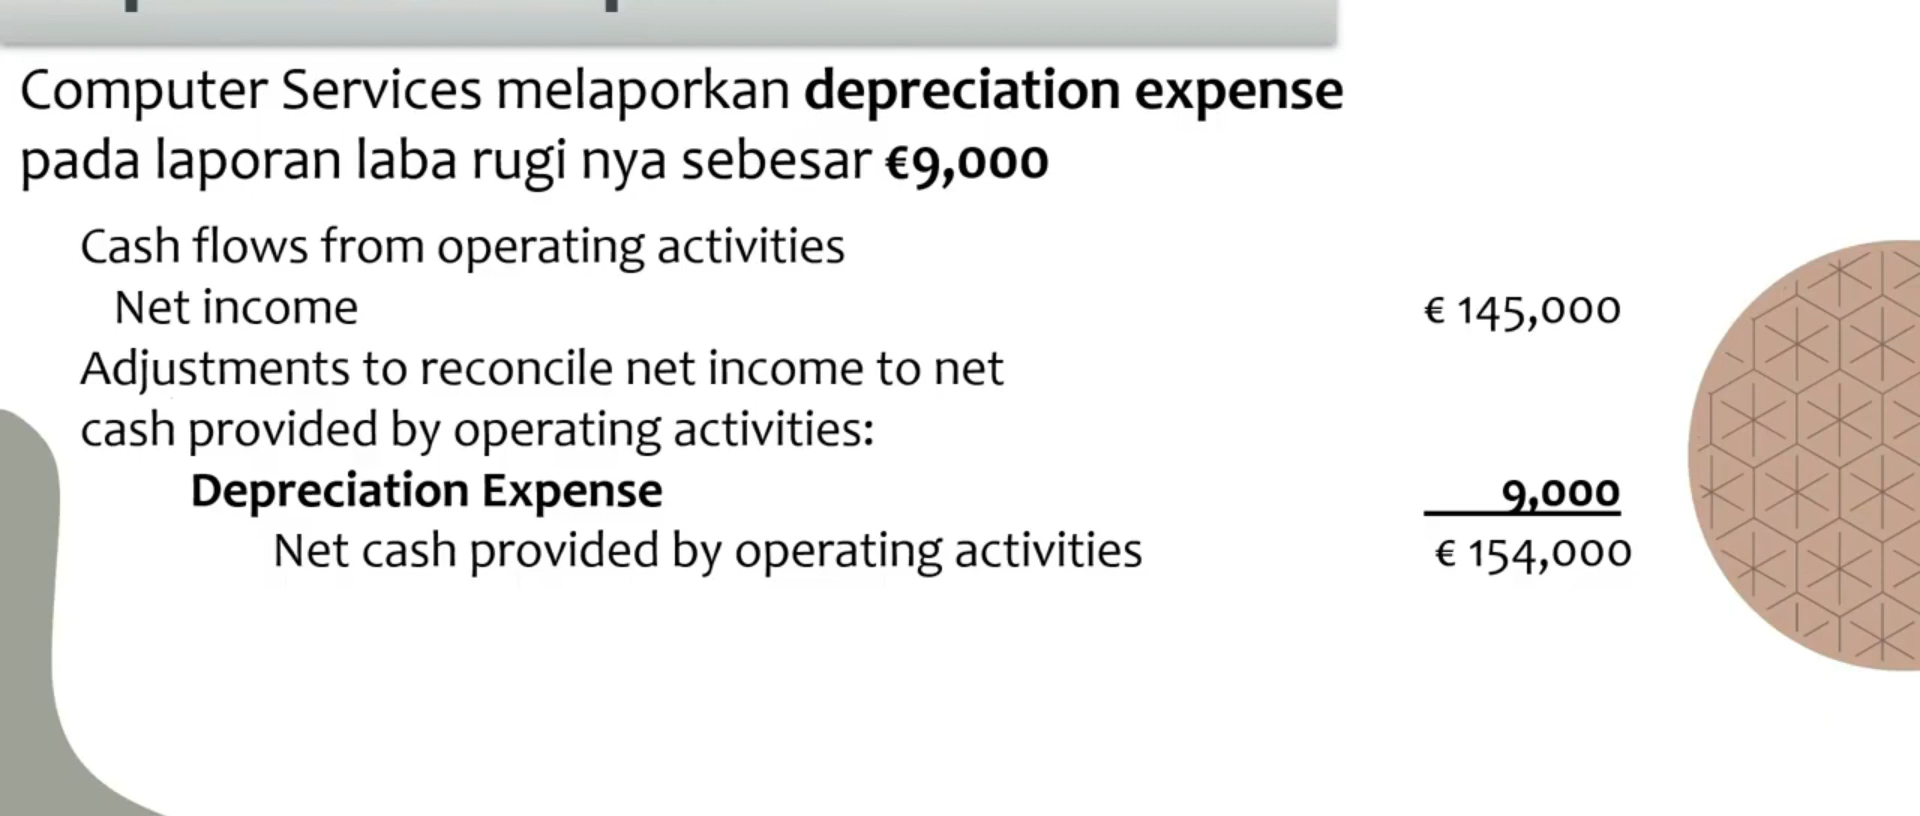 Computer Services melaporkan depreciation expense
pada laporan laba rugi nya sebesar €9,000
Cash flows from operating activities
Net income € 145,000
Adjustments to reconcile net income to net
cash provided by operating activities:
Depreciation Expense 9,000
Net cash provided by operating activities € 154,000